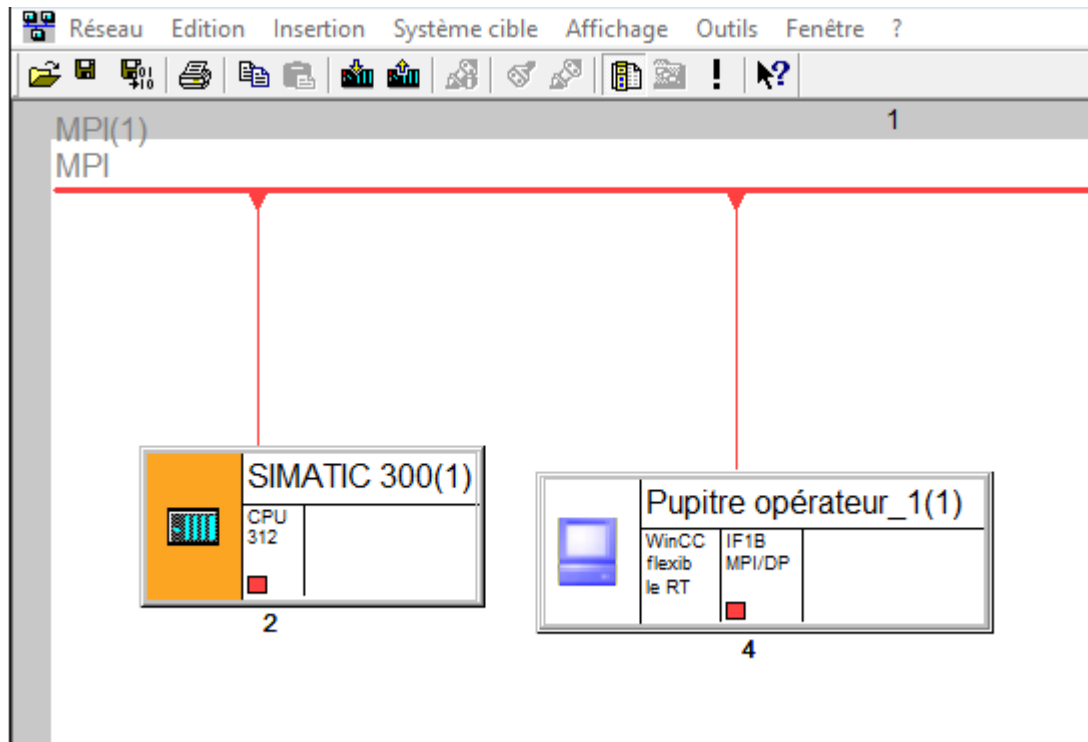 Réseau Edition Insertion Système cible Affichage Outils Fenêtre ?
1
MPI(1)
MPI
SIMATIC 300(1)
CPU
312
2
Pupitre opérateur_1(1)
WinCC
flexib
le RT
IF1B
MPI/DP
4